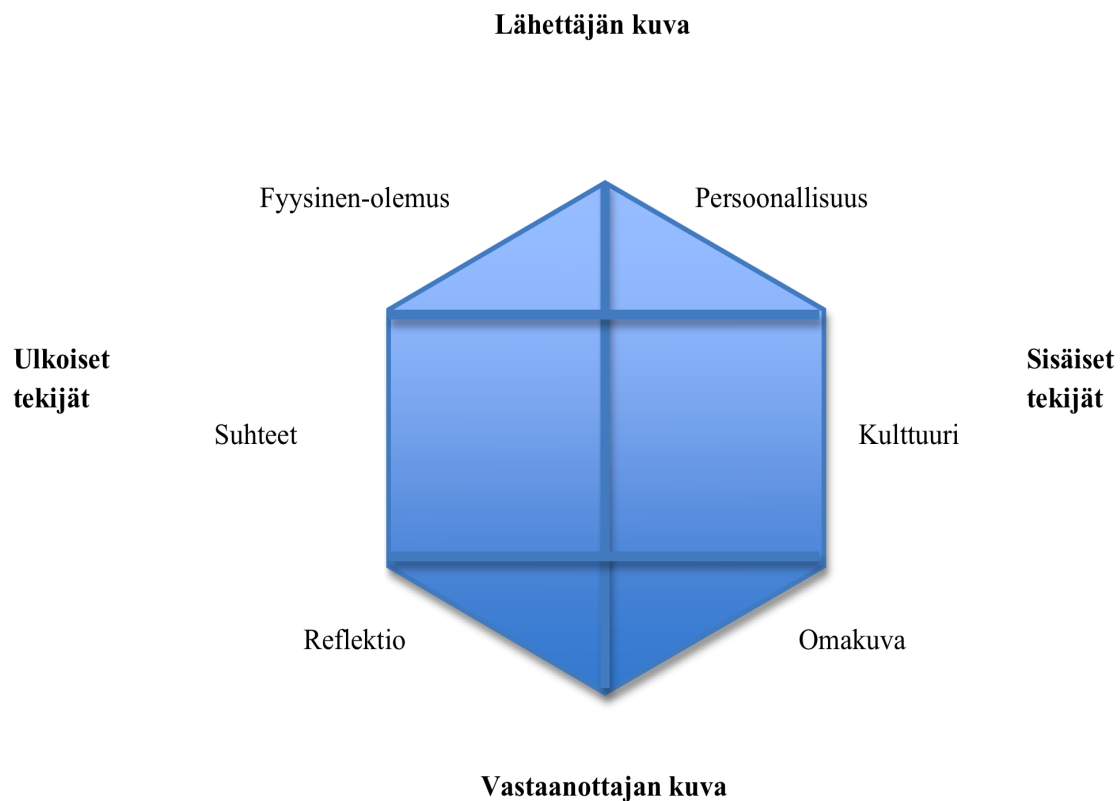 Lähettäjän kuva
Fyysinen-olemus
Persoonallisuus
Ulkoiset
tekijät
Sisäiset
tekijät
Suhteet
Kulttuuri
Reflektio
Omakuva
Vastaanottajan kuva